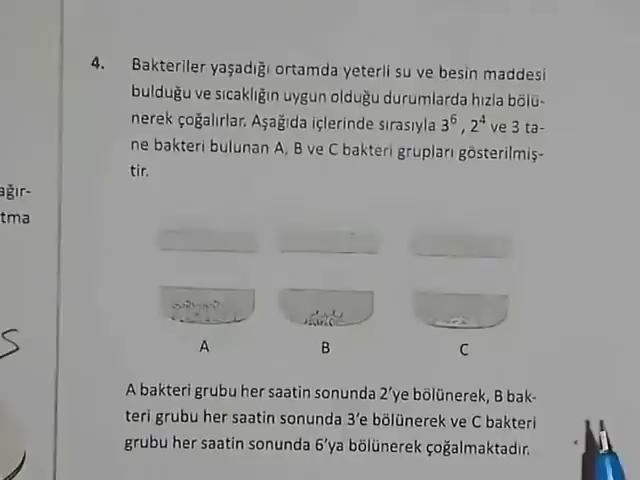 4. Bakteriler yaşadığı ortamda yeterli su ve besin maddesi
bulduğu ve sıcaklığın uygun olduğu durumlarda hızla bölü-
nerek çoğalırlar. Aşağıda içlerinde sırasıyla 3⁶ , 2⁴ ve 3 ta-
ne bakteri bulunan A, B ve C bakteri grupları gösterilmiş-
tir.
ağır-
tma
S
A B C
A bakteri grubu her saatin sonunda 2'ye bölünerek, B bak-
teri grubu her saatin sonunda 3'e bölünerek ve C bakteri
grubu her saatin sonunda 6'ya bölünerek çoğalmaktadır.